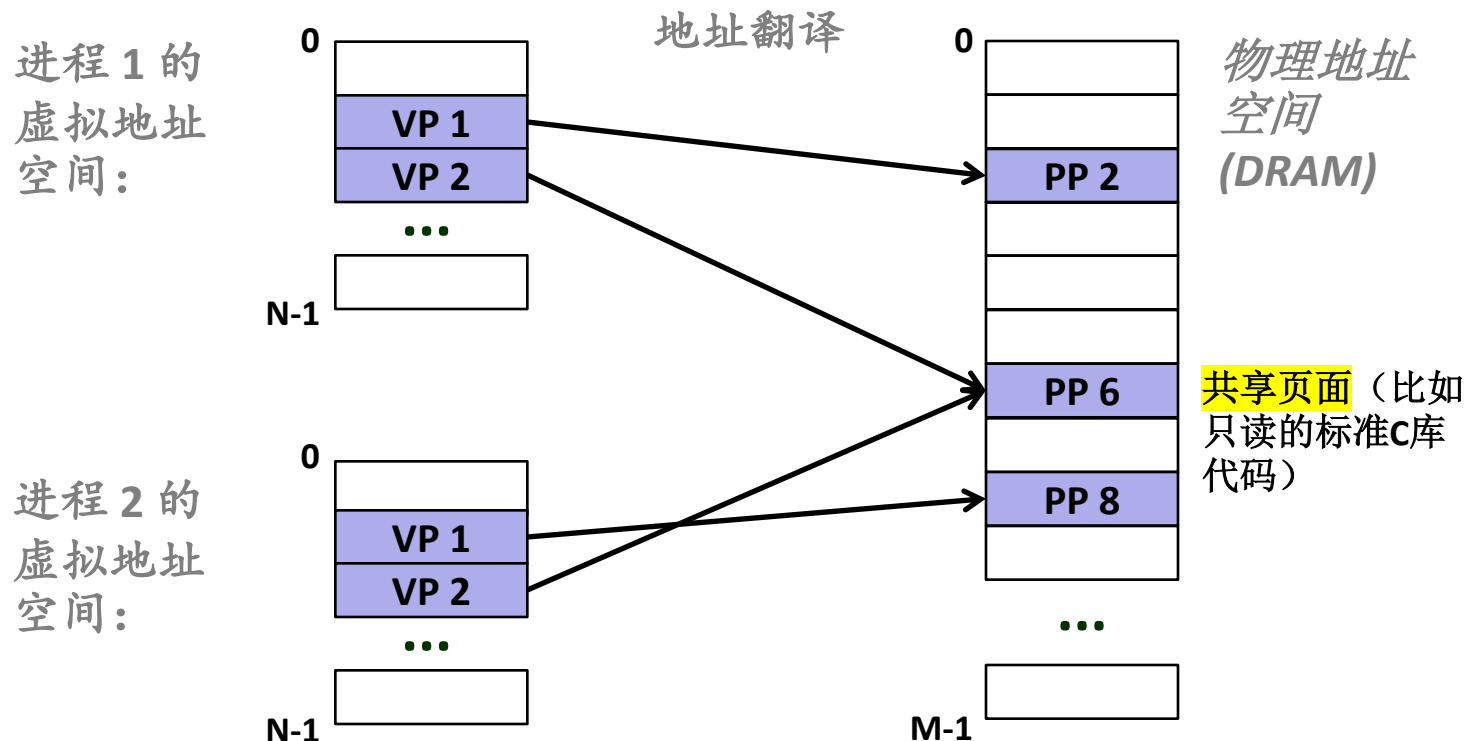 地址翻译
进程 1 的
虚拟地址
空间：
0
VP 1
VP 2
...
N-1
0
PP 2
PP 6
PP 8
...
M-1
物理地址
空间
(DRAM)
共享页面（比如
只读的标准C库
代码）
进程 2 的
虚拟地址
空间：
0
VP 1
VP 2
...
N-1